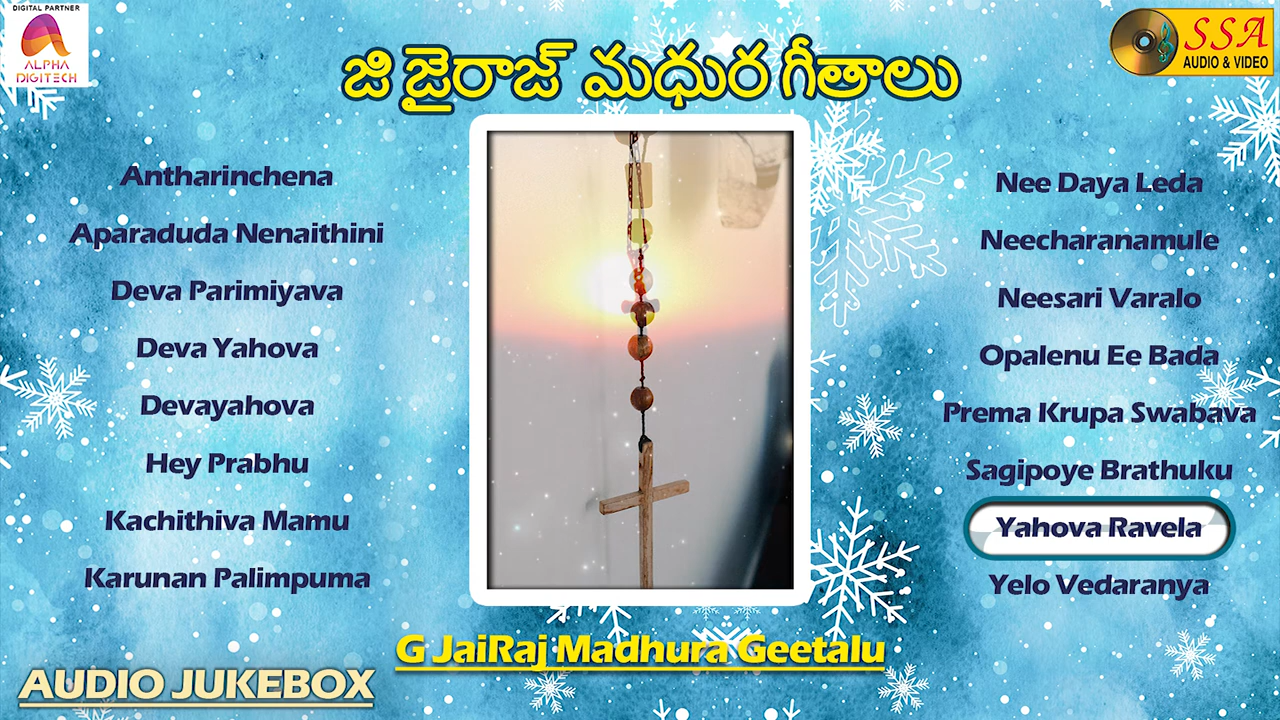 DIGITAL PARTNER
ALPHA
DIGITECH
SSA
AUDIO & VIDEO
జి జైరాజ్ మధుర గీతాలు
Antharinchena
Aparaduda Nenaithini
Deva Parimiyava
Deva Yahova
Devayahova
Hey Prabhu
Kachithiva Mamu
Karunan Palimpuma
Nee Daya Leda
Neecharanamule
Neesari Varalo
Opalenu Ee Bada
Prema Krupa Swabava
Sagipoye Brathuku
Yahova Ravela
Yelo Vedaranya
G JaiRaj Madhura Geetalu
AUDIO JUKEBOX